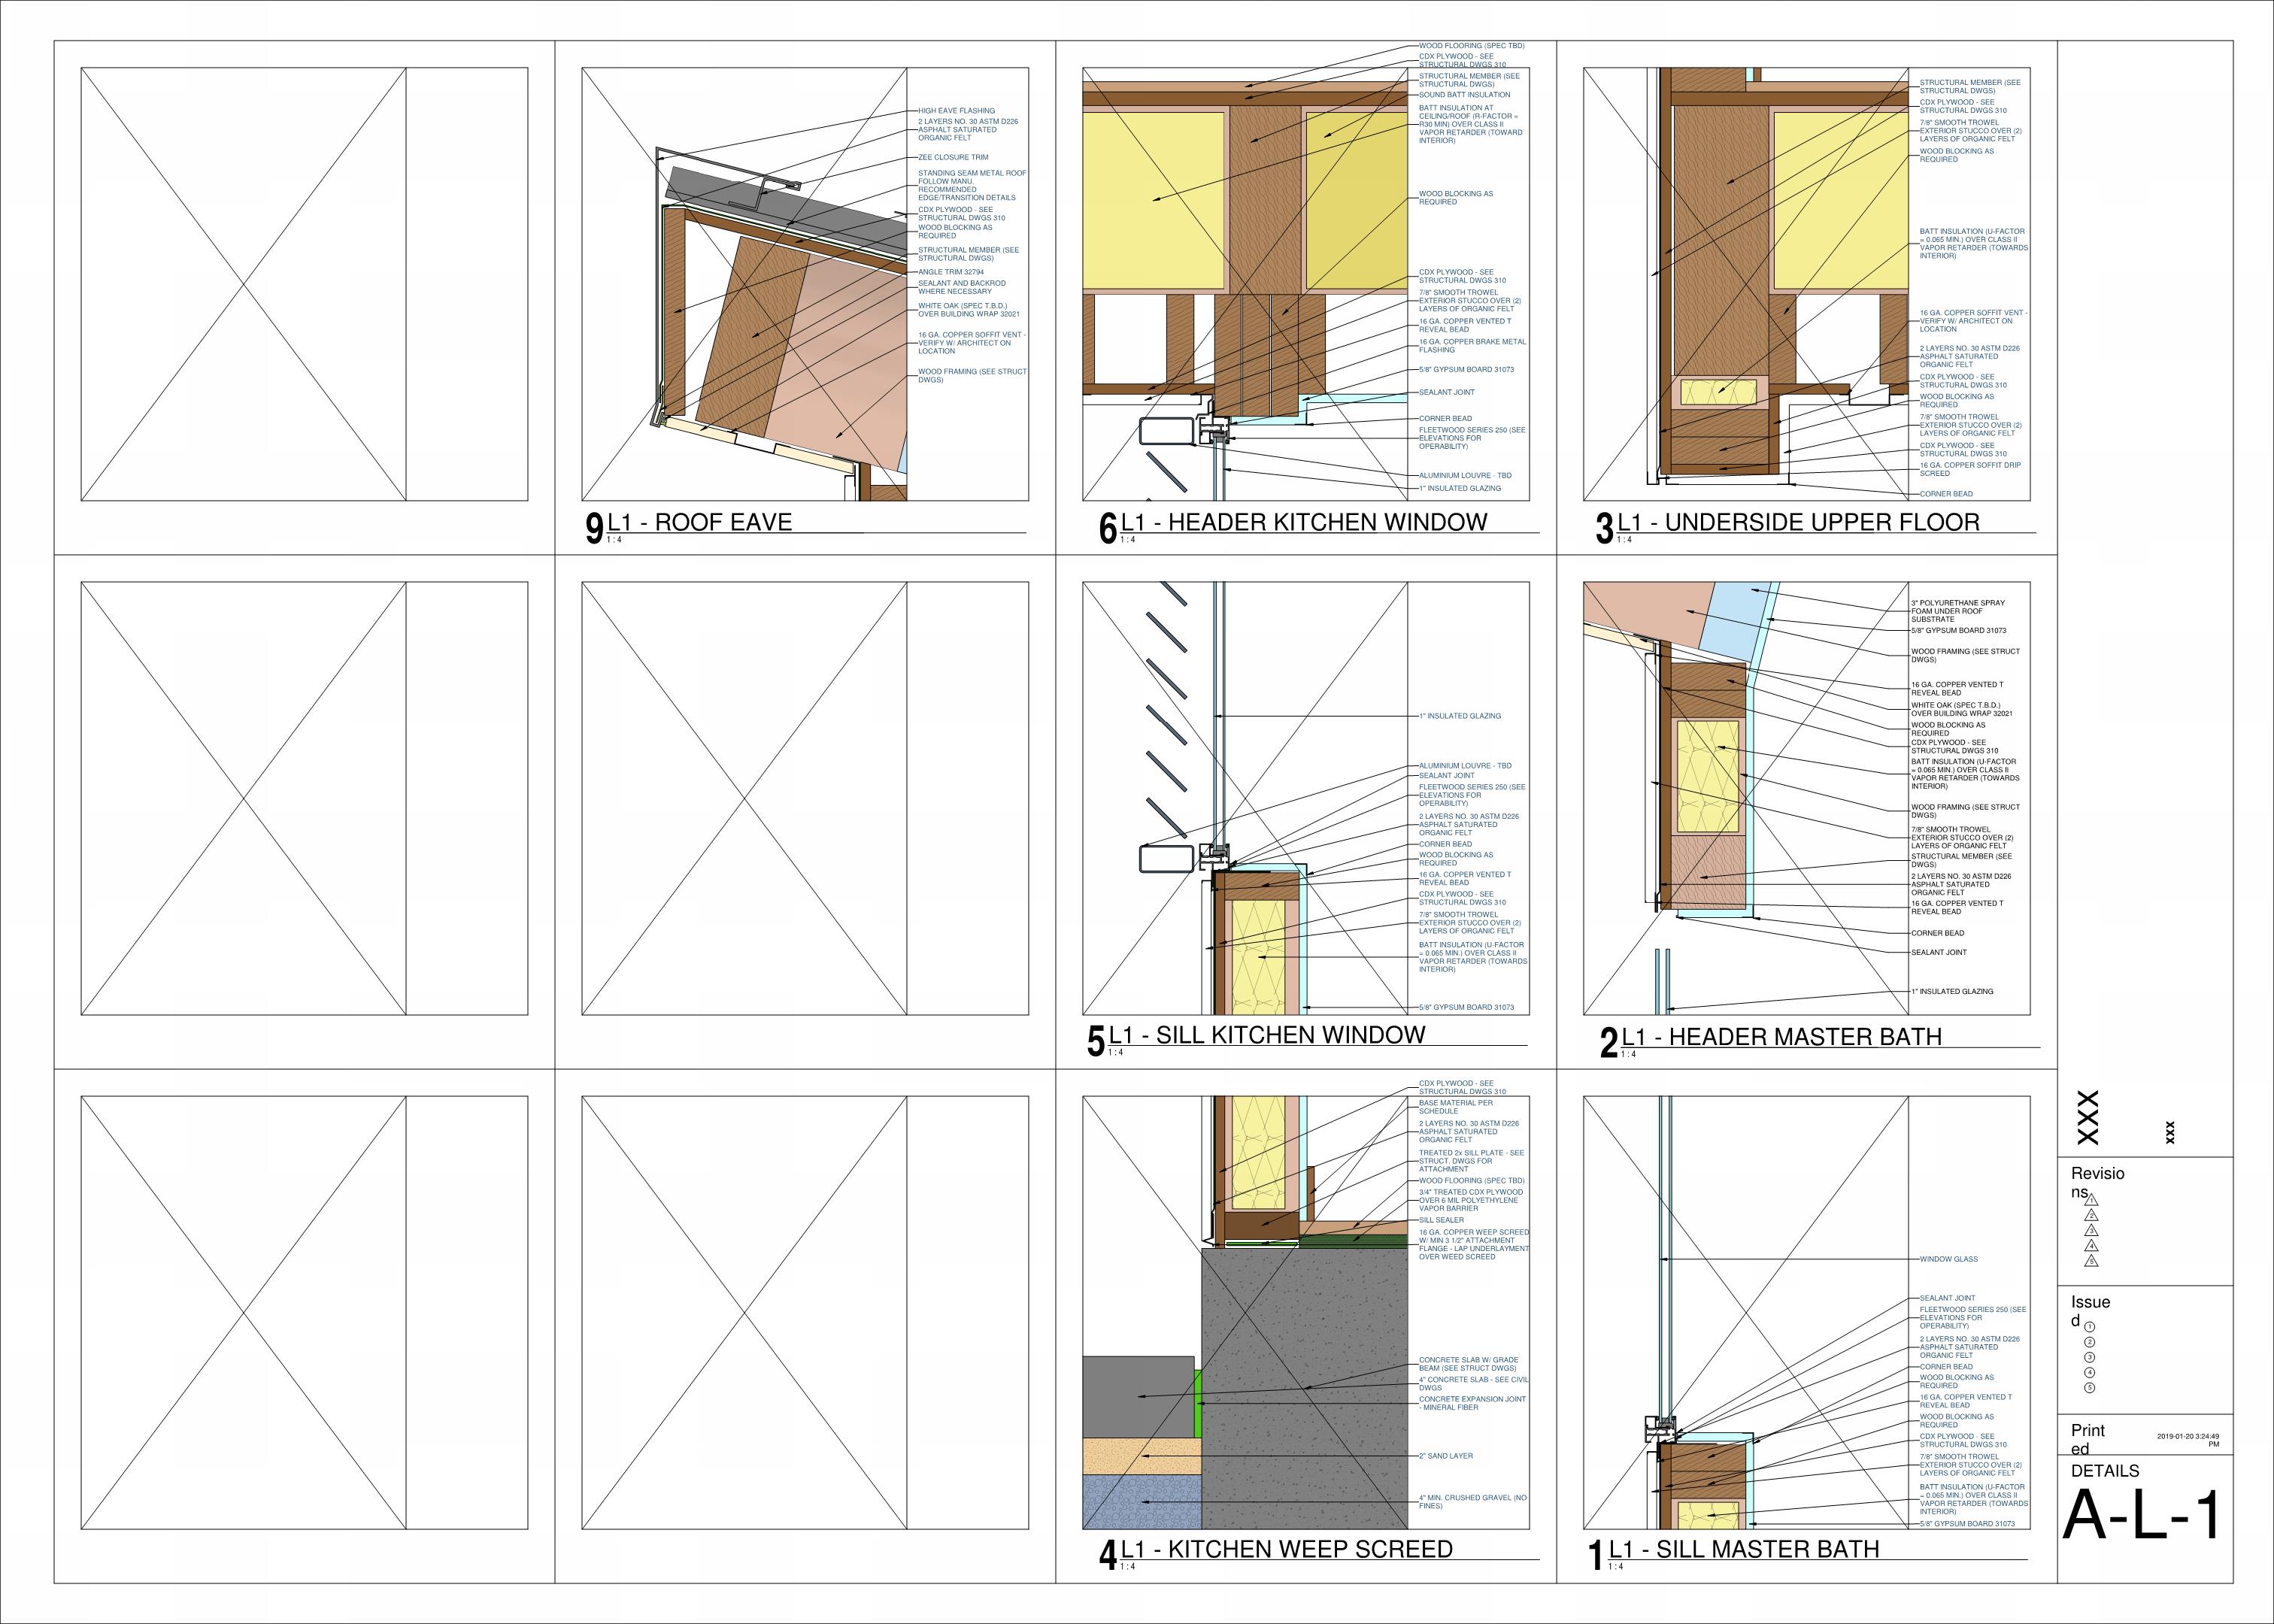 HIGH EAVE FLASHING
2 LAYERS NO. 30 ASTM D226
ASPHALT SATURATED
ORGANIC FELT
ZEE CLOSURE TRIM
STANDING SEAM METAL ROOF
FOLLOW MANU.
RECOMMENDED
EDGE/TRANSITION DETAILS
CDX PLYWOOD - SEE
STRUCTURAL DWGS 310
WOOD BLOCKING AS
REQUIRED
STRUCTURAL MEMBER (SEE
STRUCTURAL DWGS)
ANGLE TRIM 32794
SEALANT AND BACKROD
WHERE NECESSARY
WHITE OAK (SPEC T.B.D.)
OVER BUILDING WRAP 32021
16 GA. COPPER SOFFIT VENT -
VERIFY W/ ARCHITECT ON
LOCATION
WOOD FRAMING (SEE STRUCT
DWGS)
9 L1 - ROOF EAVE
1 : 4
WOOD FLOORING (SPEC TBD)
CDX PLYWOOD - SEE
STRUCTURAL DWGS 310
STRUCTURAL MEMBER (SEE
STRUCTURAL DWGS)
SOUND BATT INSULATION
BATT INSULATION AT
CEILING/ROOF (R-FACTOR =
R30 MIN) OVER CLASS II
VAPOR RETARDER (TOWARD
INTERIOR)
WOOD BLOCKING AS
REQUIRED
CDX PLYWOOD - SEE
STRUCTURAL DWGS 310
7/8" SMOOTH TROWEL
EXTERIOR STUCCO OVER (2)
LAYERS OF ORGANIC FELT
16 GA. COPPER VENTED T
REVEAL BEAD
16 GA. COPPER BRAKE METAL
FLASHING
5/8" GYPSUM BOARD 31073
SEALANT JOINT
CORNER BEAD
FLEETWOOD SERIES 250 (SEE
ELEVATIONS FOR
OPERABILITY)
ALUMINIUM LOUVRE - TBD
1" INSULATED GLAZING
6 L1 - HEADER KITCHEN WINDOW
1 : 4
STRUCTURAL MEMBER (SEE
STRUCTURAL DWGS)
CDX PLYWOOD - SEE
STRUCTURAL DWGS 310
7/8" SMOOTH TROWEL
EXTERIOR STUCCO OVER (2)
LAYERS OF ORGANIC FELT
WOOD BLOCKING AS
REQUIRED
BATT INSULATION (U-FACTOR
= 0.065 MIN.) OVER CLASS II
VAPOR RETARDER (TOWARDS
INTERIOR)
16 GA. COPPER SOFFIT VENT -
VERIFY W/ ARCHITECT ON
LOCATION
2 LAYERS NO. 30 ASTM D226
ASPHALT SATURATED
ORGANIC FELT
CDX PLYWOOD - SEE
STRUCTURAL DWGS 310
WOOD BLOCKING AS
REQUIRED
7/8" SMOOTH TROWEL
EXTERIOR STUCCO OVER (2)
LAYERS OF ORGANIC FELT
CDX PLYWOOD - SEE
STRUCTURAL DWGS 310
16 GA. COPPER SOFFIT DRIP
SCREED
CORNER BEAD
3 L1 - UNDERSIDE UPPER FLOOR
1 : 4
1" INSULATED GLAZING
ALUMINIUM LOUVRE - TBD
SEALANT JOINT
FLEETWOOD SERIES 250 (SEE
ELEVATIONS FOR
OPERABILITY)
2 LAYERS NO. 30 ASTM D226
ASPHALT SATURATED
ORGANIC FELT
CORNER BEAD
WOOD BLOCKING AS
REQUIRED
16 GA. COPPER VENTED T
REVEAL BEAD
CDX PLYWOOD - SEE
STRUCTURAL DWGS 310
7/8" SMOOTH TROWEL
EXTERIOR STUCCO OVER (2)
LAYERS OF ORGANIC FELT
BATT INSULATION (U-FACTOR
= 0.065 MIN.) OVER CLASS II
VAPOR RETARDER (TOWARDS
INTERIOR)
5/8" GYPSUM BOARD 31073
5 L1 - SILL KITCHEN WINDOW
1 : 4
3" POLYURETHANE SPRAY
FOAM UNDER ROOF
SUBSTRATE
5/8" GYPSUM BOARD 31073
WOOD FRAMING (SEE STRUCT
DWGS)
16 GA. COPPER VENTED T
REVEAL BEAD
WHITE OAK (SPEC T.B.D.)
OVER BUILDING WRAP 32021
WOOD BLOCKING AS
REQUIRED
CDX PLYWOOD - SEE
STRUCTURAL DWGS 310
BATT INSULATION (U-FACTOR
= 0.065 MIN.) OVER CLASS II
VAPOR RETARDER (TOWARDS
INTERIOR)
WOOD FRAMING (SEE STRUCT
DWGS)
7/8" SMOOTH TROWEL
EXTERIOR STUCCO OVER (2)
LAYERS OF ORGANIC FELT
STRUCTURAL MEMBER (SEE
DWGS)
2 LAYERS NO. 30 ASTM D226
ASPHALT SATURATED
ORGANIC FELT
16 GA. COPPER VENTED T
REVEAL BEAD
CORNER BEAD
SEALANT JOINT
1" INSULATED GLAZING
2 L1 - HEADER MASTER BATH
1 : 4
CDX PLYWOOD - SEE
STRUCTURAL DWGS 310
BASE MATERIAL PER
SCHEDULE
2 LAYERS NO. 30 ASTM D226
ASPHALT SATURATED
ORGANIC FELT
TREATED 2x SILL PLATE - SEE
STRUCT. DWGS FOR
ATTACHMENT
WOOD FLOORING (SPEC TBD)
3/4" TREATED CDX PLYWOOD
OVER 6 MIL POLYETHYLENE
VAPOR BARRIER
SILL SEALER
16 GA. COPPER WEEP SCREED
W/ MIN 3 1/2" ATTACHMENT
FLANGE - LAP UNDERLAYMENT
OVER WEED SCREED
CONCRETE SLAB W/ GRADE
BEAM (SEE STRUCT DWGS)
4" CONCRETE SLAB - SEE CIVIL
DWGS
CONCRETE EXPANSION JOINT
- MINERAL FIBER
2" SAND LAYER
4" MIN. CRUSHED GRAVEL (NO
FINES)
4 L1 - KITCHEN WEEP SCREED
1 : 4
WINDOW GLASS
SEALANT JOINT
FLEETWOOD SERIES 250 (SEE
ELEVATIONS FOR
OPERABILITY)
2 LAYERS NO. 30 ASTM D226
ASPHALT SATURATED
ORGANIC FELT
CORNER BEAD
WOOD BLOCKING AS
REQUIRED
16 GA. COPPER VENTED T
REVEAL BEAD
WOOD BLOCKING AS
REQUIRED
CDX PLYWOOD - SEE
STRUCTURAL DWGS 310
7/8" SMOOTH TROWEL
EXTERIOR STUCCO OVER (2)
LAYERS OF ORGANIC FELT
BATT INSULATION (U-FACTOR
= 0.065 MIN.) OVER CLASS II
VAPOR RETARDER (TOWARDS
INTERIOR)
5/8" GYPSUM BOARD 31073
1 L1 - SILL MASTER BATH
1 : 4
XXX
xxx
Revisio
ns
1
2
3
4
5
Issue
d
1
2
3
4
5
Print
ed
2019-01-20 3:24:49
PM
DETAILS
A-L-1